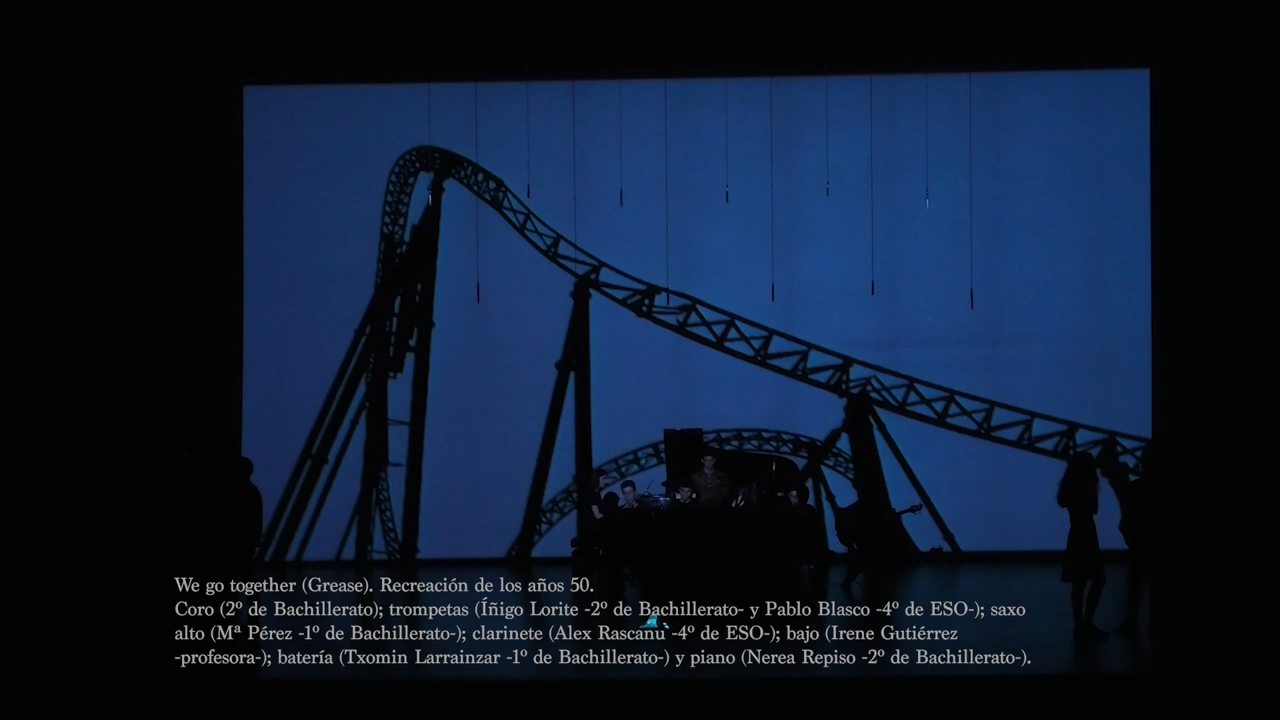 We go together (Grease). Recreación de los años 50.
Coro (2º de Bachillerato); trompetas (Íñigo Lorite -2º de Bachillerato- y Pablo Blasco -4º de ESO-); saxo
alto (Mª Pérez -1º de Bachillerato-); clarinete (Alex Rascanu -4º de ESO-); bajo (Irene Gutiérrez
-profesora-); batería (Txomin Larrainzar -1º de Bachillerato-) y piano (Nerea Repiso -2º de Bachillerato-).